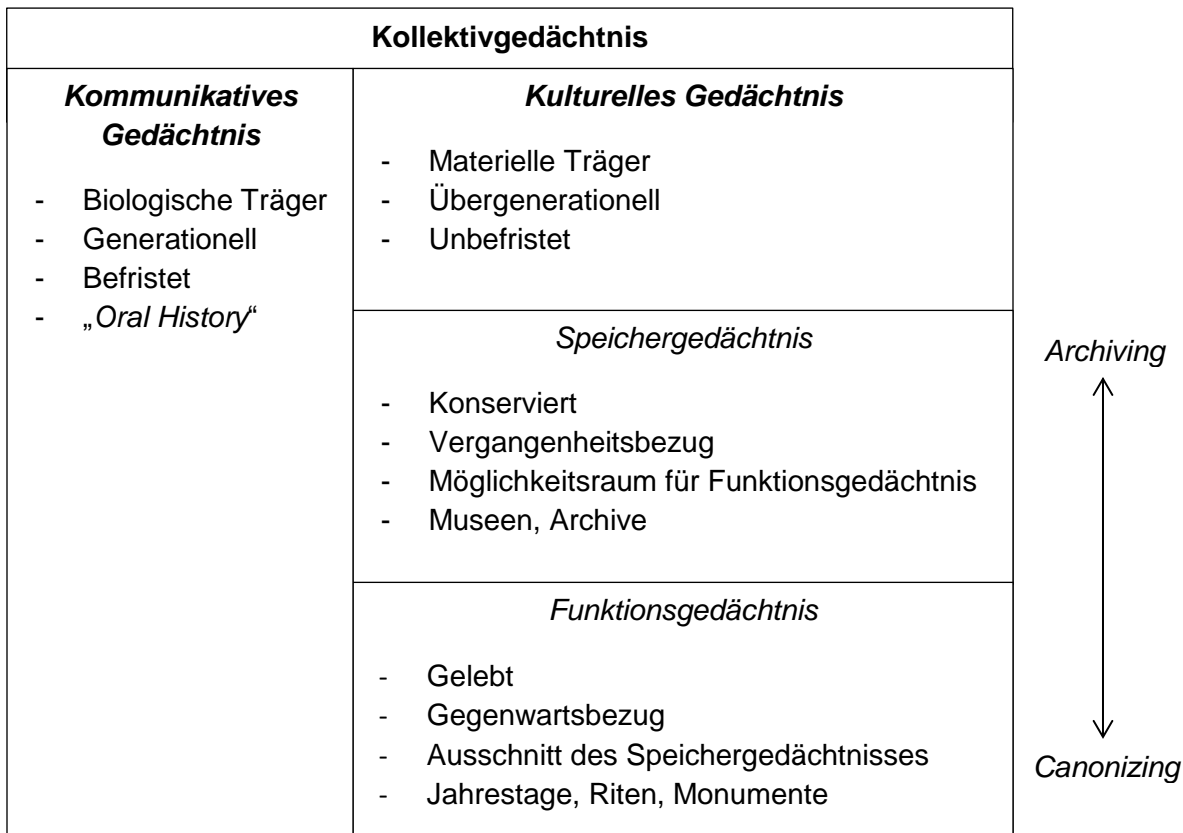 Kollektivgedächtnis
Kommunikatives
Gedächtnis
- Biologische Träger
- Generationell
- Befristet
- „Oral History“
Kulturelles Gedächtnis
- Materielle Träger
- Übergenerationell
- Unbefristet
Speichergedächtnis
- Konserviert
- Vergangenheitsbezug
- Möglichkeitsraum für Funktionsgedächtnis
- Museen, Archive
Funktionsgedächtnis
- Gelebt
- Gegenwartsbezug
- Ausschnitt des Speichergedächtnisses
- Jahrestage, Riten, Monumente
Archiving
Canonizing